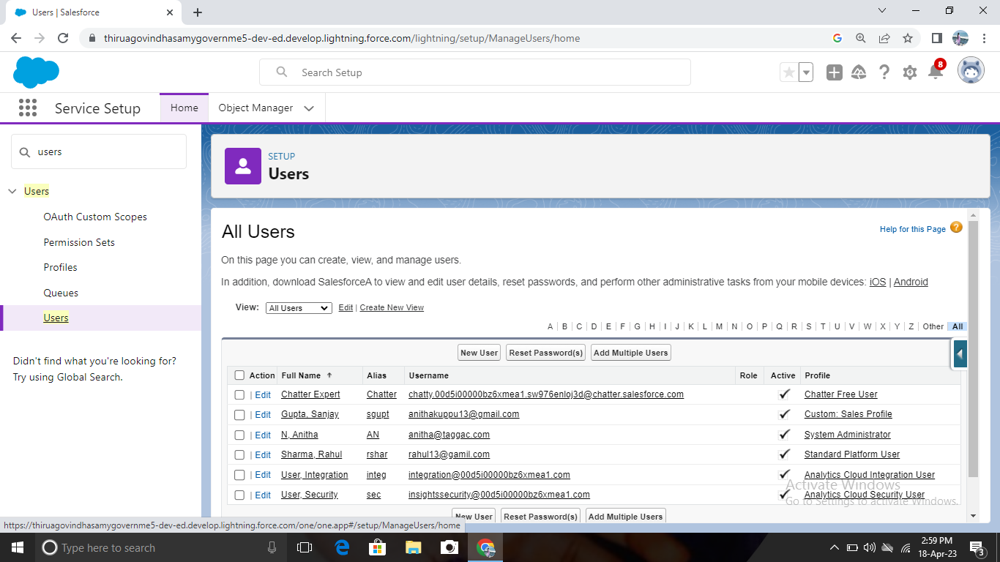 Users | Salesforce
thiruagovindhasamygovernme5-dev-ed.develop.lightning.force.com/lightning/setup/ManageUsers/home
Search Setup
8
Service Setup
Home
Object Manager
users
Users
OAuth Custom Scopes
Permission Sets
Profiles
Queues
Users
Didn't find what you're looking for?
Try using Global Search.
SETUP
Users
All Users
Help for this Page ?
On this page you can create, view, and manage users.
In addition, download SalesforceA to view and edit user details, reset passwords, and perform other administrative tasks from your mobile devices: iOS | Android
View: All Users Edit | Create New View
A | B | C | D | E | F | G | H | I | J | K | L | M | N | O | P | Q | R | S | T | U | V | W | X | Y | Z | Other | All
New User Reset Password(s) Add Multiple Users
Action Full Name Alias Username Role Active Profile
| Edit Chatter Expert Chatter chatty.00d5i00000bz6xmea1.sw976enloj3d@chatter.salesforce.com Chatter Free User
| Edit Gupta, Sanjay sgupt anithakuppu13@gmail.com Custom: Sales Profile
| Edit N, Anitha AN anitha@taggac.com System Administrator
| Edit Sharma, Rahul rshar rahul13@gamil.com Standard Platform User
| Edit User, Integration integ integration@00d5i00000bz6xmea1.com Analytics Cloud Integration User
| Edit User, Security sec insightssecurity@00d5i00000bz6xmea1.com Analytics Cloud Security User
New User Reset Password(s) Add Multiple Users
Activate Windows
Go to Settings to activate Windows.
https://thiruagovindhasamygovernme5-dev-ed.develop.lightning.force.com/one/one.app#/setup/ManageUsers/home
Type here to search
2:59 PM
18-Apr-23
3